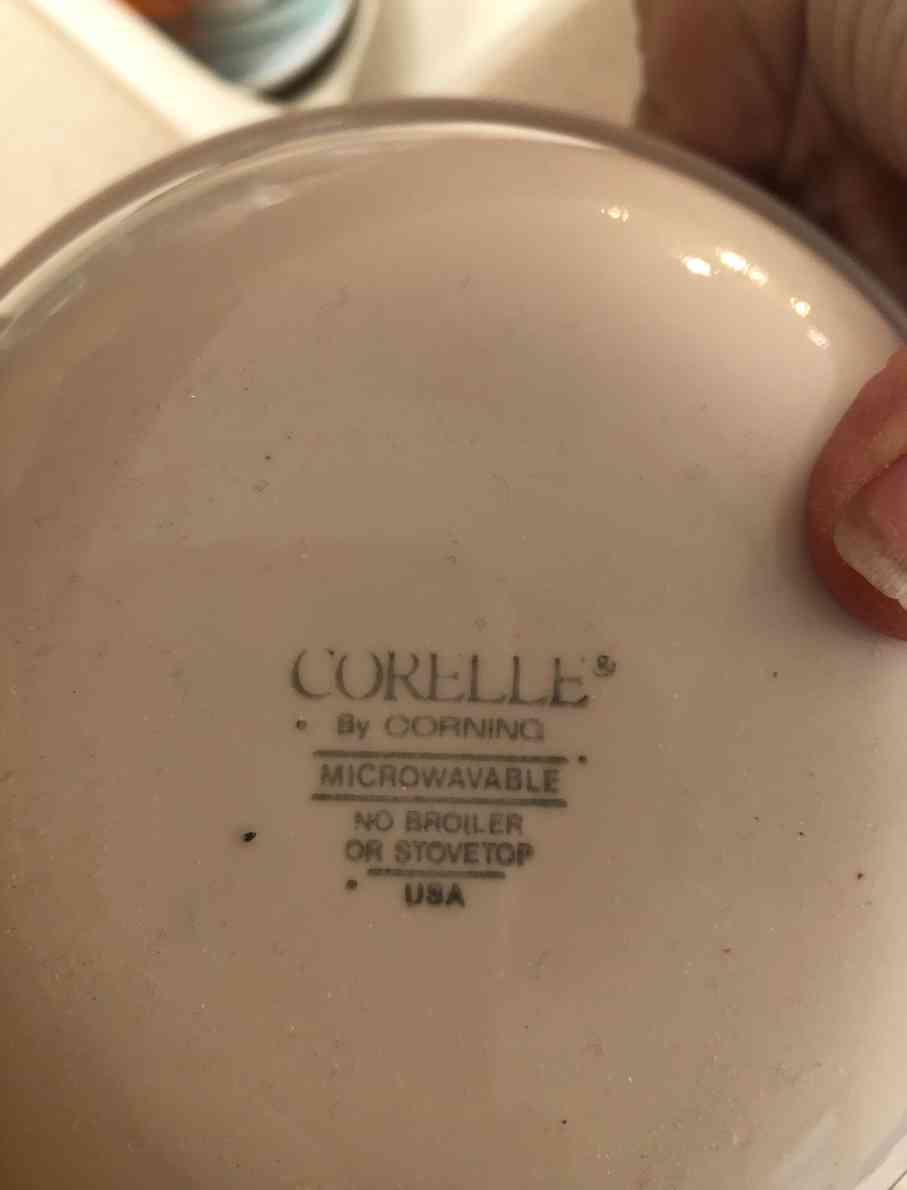 CORELLE®
By CORNING
MICROWAVABLE
NO BROILER
OR STOVETOP
USA